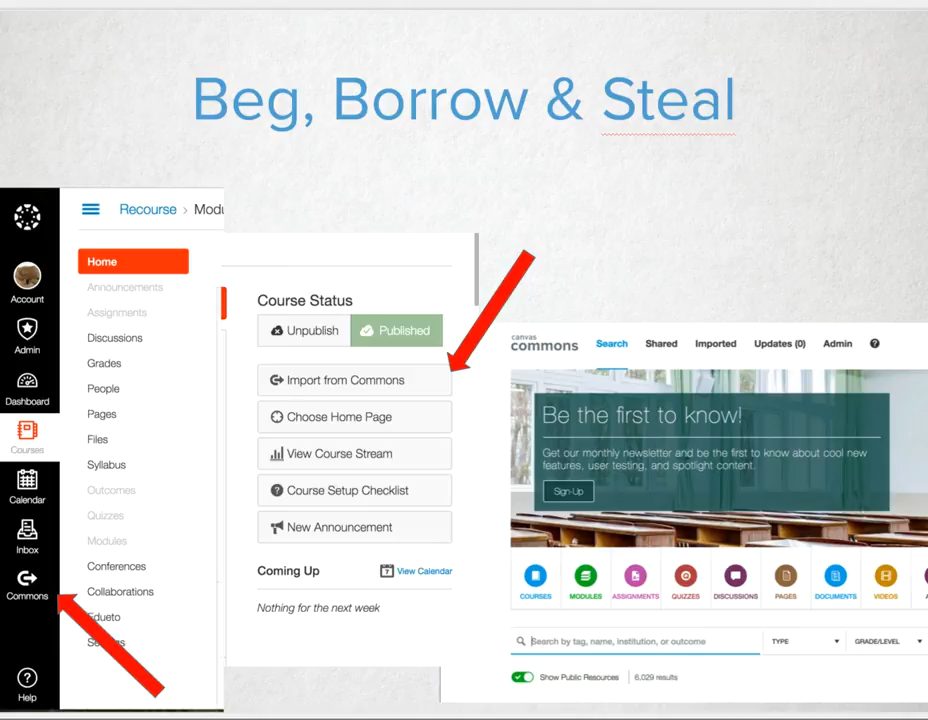 Beg, Borrow & Steal
Recourse > Modu
Account
Admin
Dashboard
Courses
Calendar
Inbox
Commons
Help
Home
Announcements
Assignments
Discussions
Grades
People
Pages
Files
Syllabus
Outcomes
Quizzes
Modules
Conferences
Collaborations
Edueto
Course Status
Unpublish
Published
Import from Commons
Choose Home Page
View Course Stream
Course Setup Checklist
New Announcement
Coming Up
7 View Calendar
Nothing for the next week
canvas
commons
Search Shared Imported Updates (0) Admin ?
Be the first to know!
Get our monthly newsletter and be the first to know about cool new
features, user testing, and spotlight content.
Sign-Up
COURSES MODULES ASSIGNMENTS QUIZZES DISCUSSIONS PAGES DOCUMENTS VIDEOS
Search by tag, name, institution, or outcome TYPE GRADE/LEVEL
Show Public Resources 6,029 results